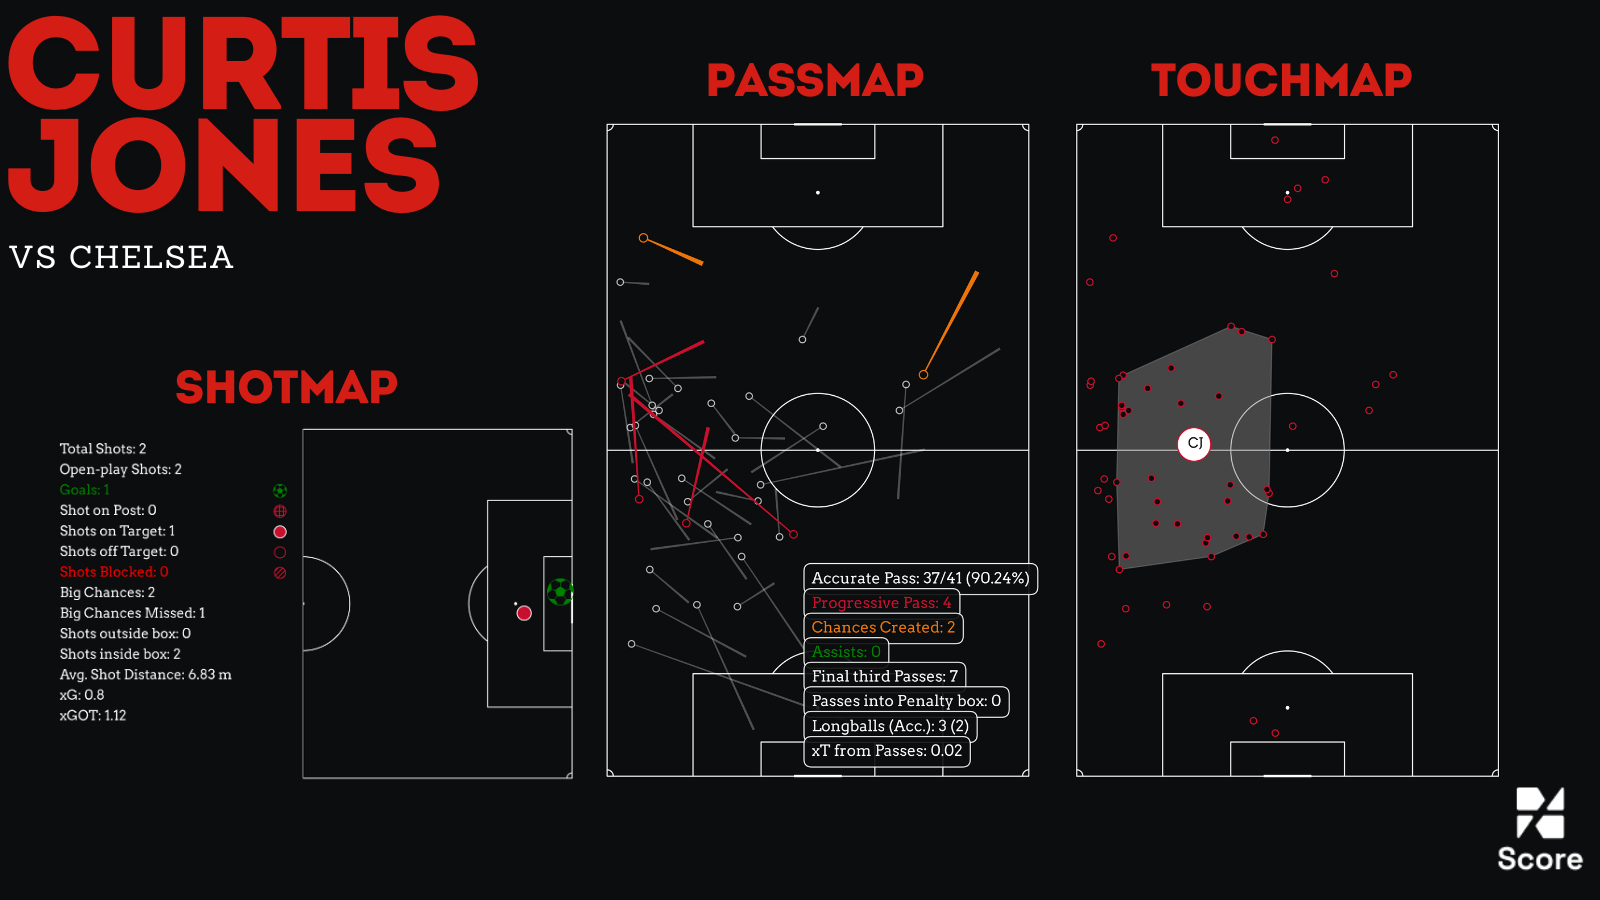 CURTIS
JONES
VS CHELSEA
SHOTMAP
Total Shots: 2
Open-play Shots: 2
Goals: 1
Shot on Post: 0
Shots on Target: 1
Shots off Target: 0
Shots Blocked: 0
Big Chances: 2
Big Chances Missed: 1
Shots outside box: 0
Shots inside box: 2
Avg. Shot Distance: 6.83 m
xG: 0.8
xGOT: 1.12
PASSMAP
Accurate Pass: 37/41 (90.24%)
Progressive Pass: 4
Chances Created: 2
Assists: 0
Final third Passes: 7
Passes into Penalty box: 0
Longballs (Acc.): 3 (2)
xT from Passes: 0.02
TOUCHMAP
CJ
Score